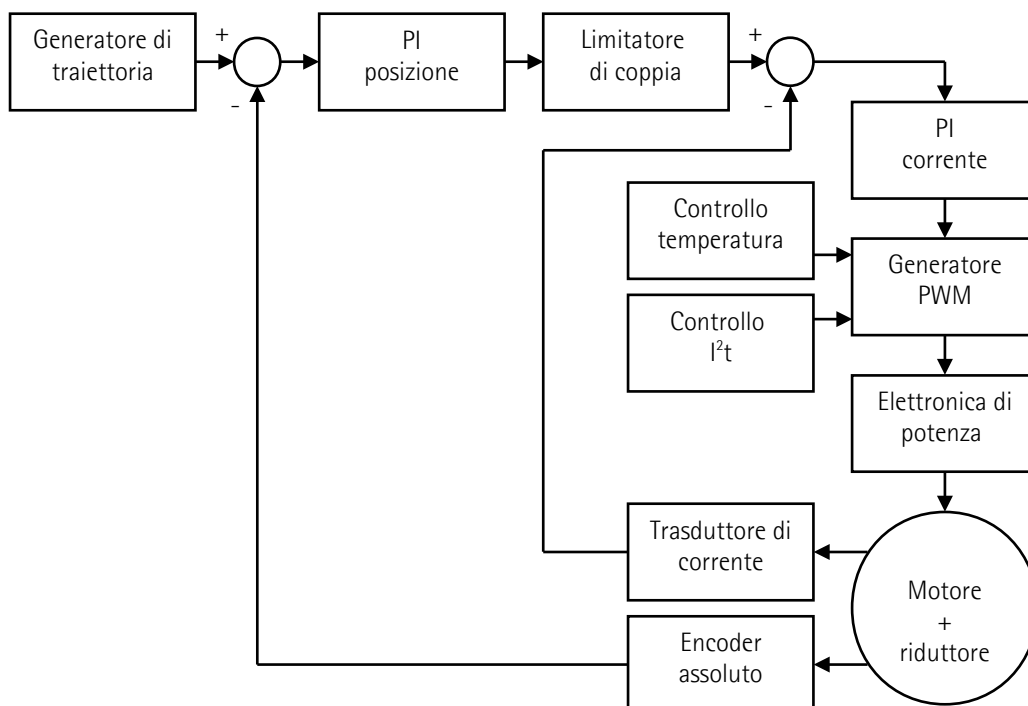 Generatore di
traiettoria
+
-
PI
posizione
Limitatore
di coppia
+
-
PI
corrente
Controllo
temperatura
Generatore
PWM
Controllo
I²t
Elettronica di
potenza
Trasduttore di
corrente
Motore
+
riduttore
Encoder
assoluto